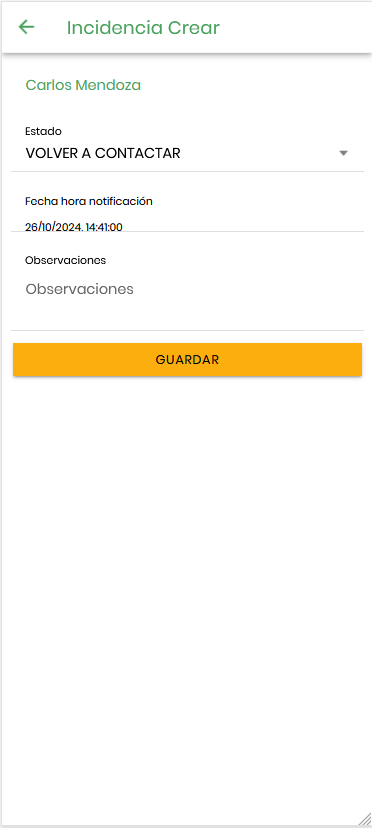 Incidencia Crear
Carlos Mendoza
Estado
VOLVER A CONTACTAR
Fecha hora notificación
26/10/2024, 14:41:00
Observaciones
Observaciones
GUARDAR